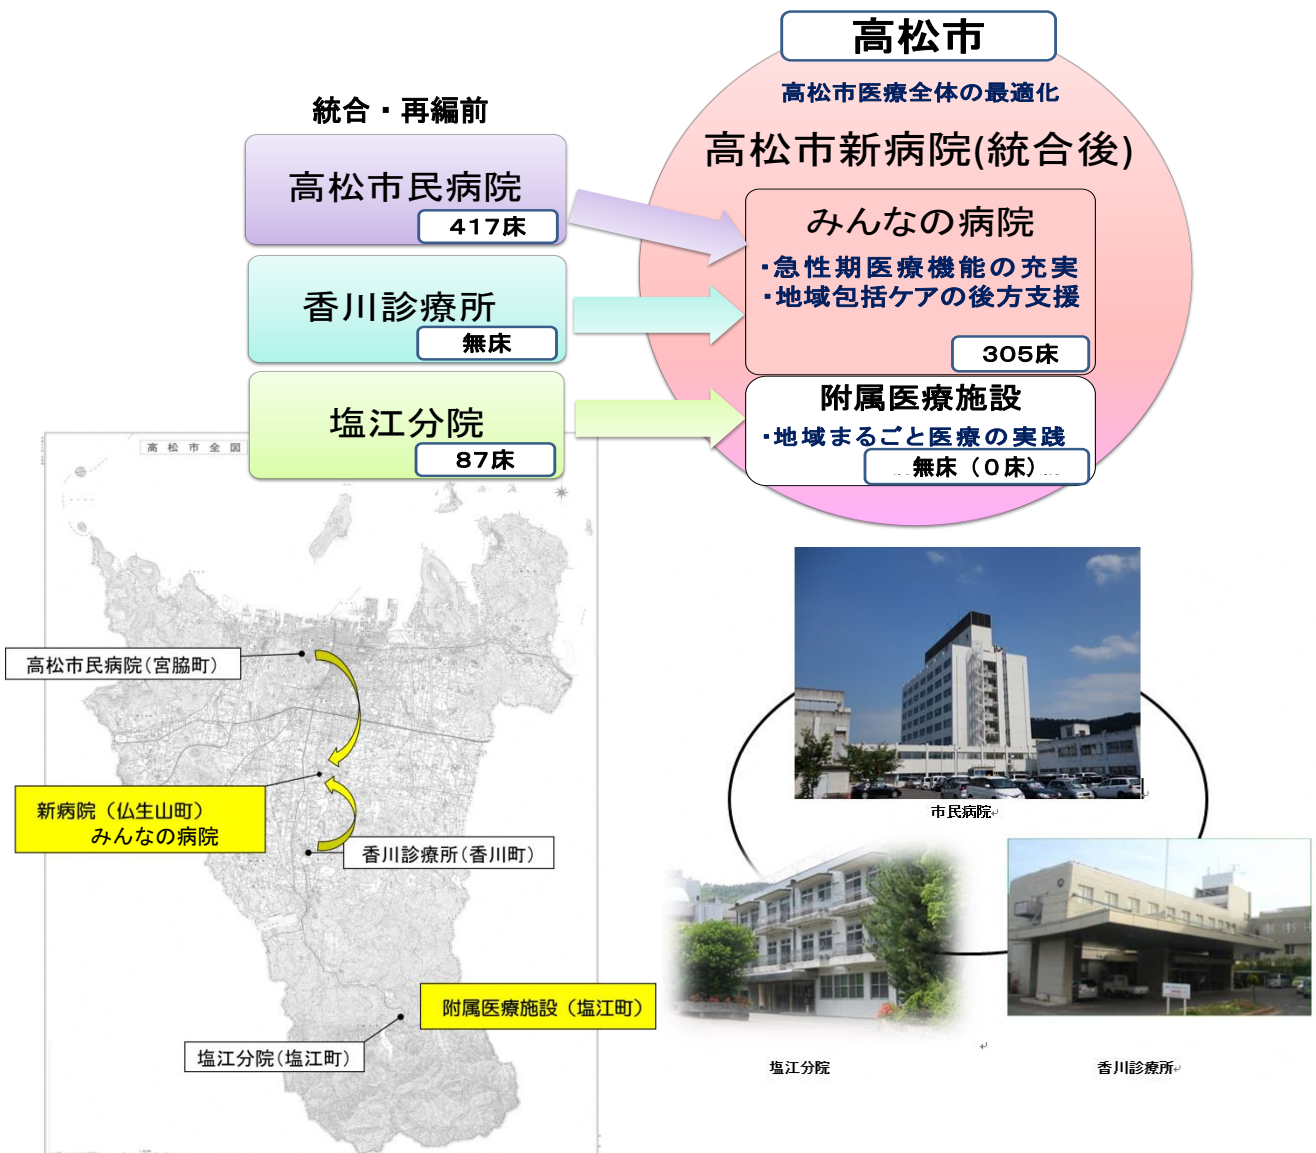 高松市
高松市医療全体の最適化
高松市新病院(統合後)
統合・再編前
高松市民病院
417床
香川診療所
無床
塩江分院
87床
みんなの病院
・急性期医療機能の充実
・地域包括ケアの後方支援
305床
附属医療施設
・地域まるごと医療の実践
無床（０床）
高松市全図
高松市民病院(宮脇町)
新病院（仏生山町）
みんなの病院
香川診療所(香川町)
附属医療施設（塩江町）
塩江分院(塩江町)
市民病院
塩江分院
香川診療所